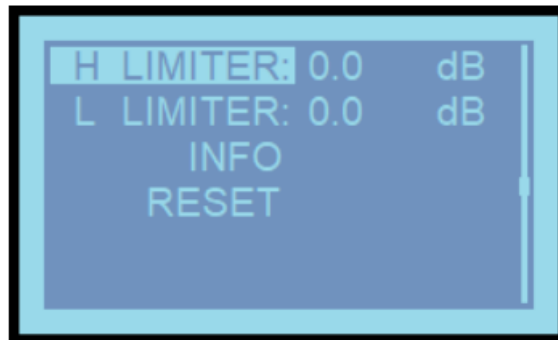 H LIMITER: 0.0 dB
L LIMITER: 0.0 dB
INFO
RESET